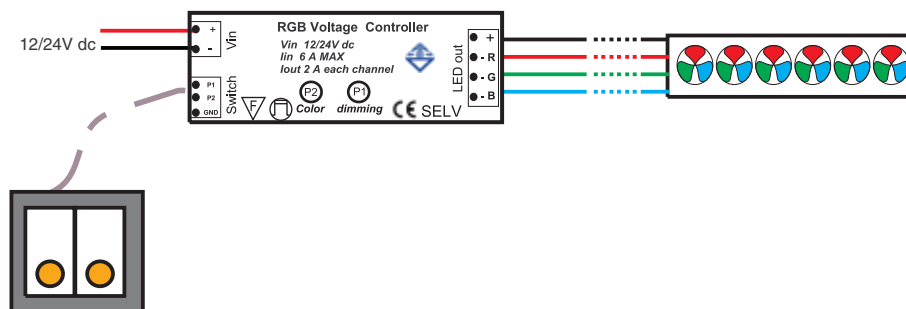 12/24V dc
+
-
Vin
RGB Voltage Controller
Vin 12/24V dc
Iin 6 A MAX
Iout 2 A each channel
P1
P2
GND
Switch
F
P2
Color
P1
dimming
CE SELV
LED out
+
- R
- G
- B